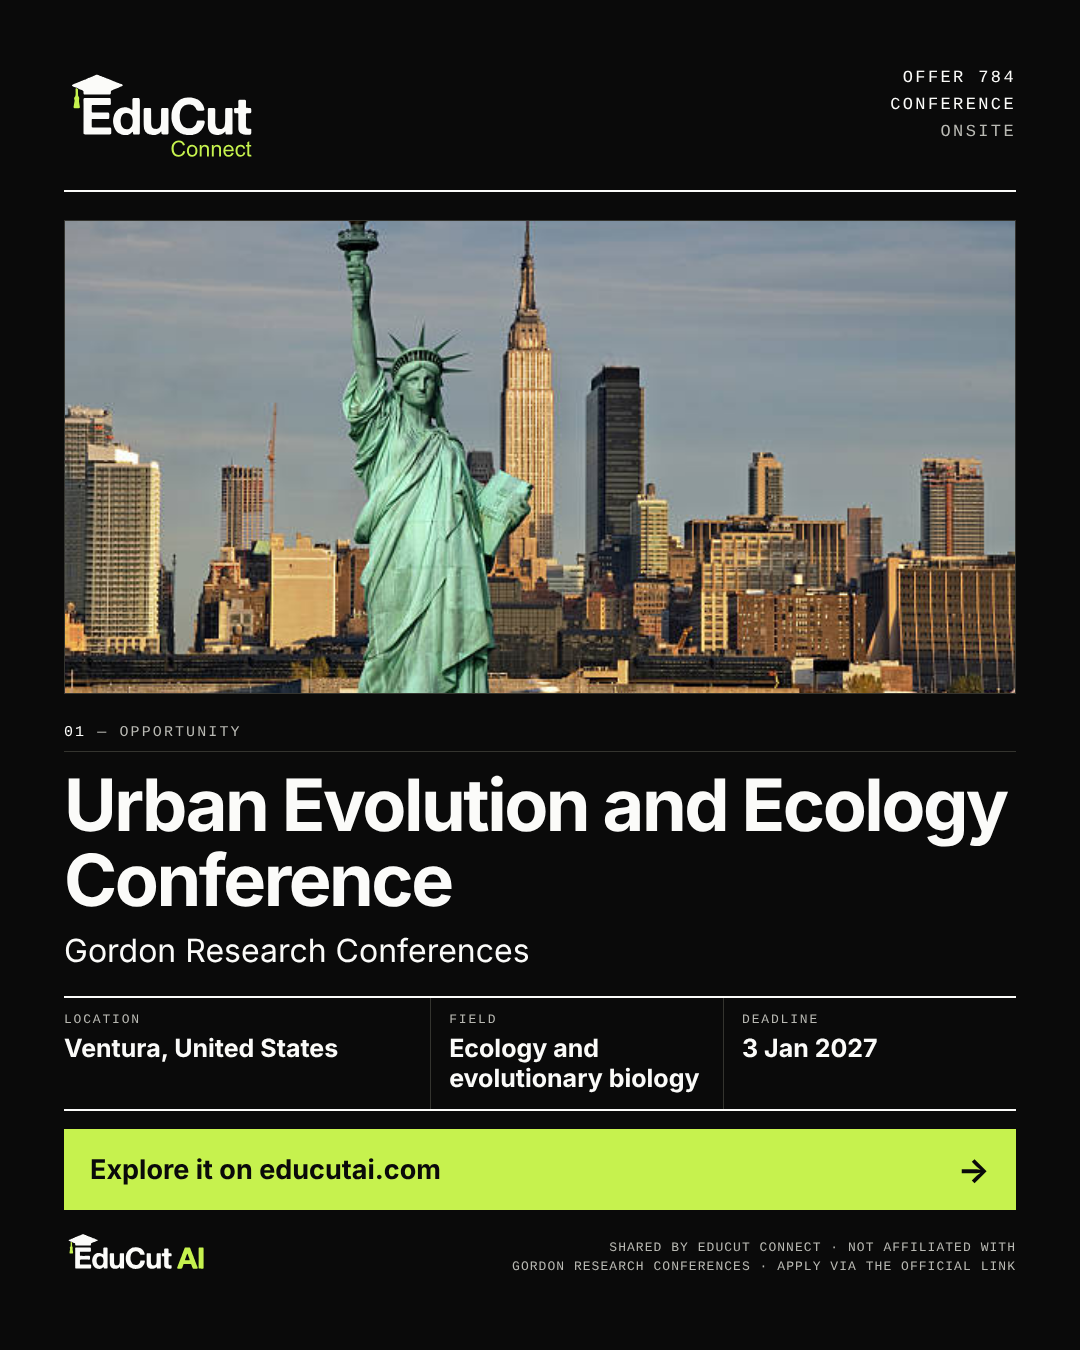 EduCut
Connect
OFFER 784
CONFERENCE
ONSITE
01 — OPPORTUNITY
Urban Evolution and Ecology
Conference
Gordon Research Conferences
LOCATION
Ventura, United States
FIELD
Ecology and
evolutionary biology
DEADLINE
3 Jan 2027
Explore it on educutai.com →
EduCut AI
SHARED BY EDUCUT CONNECT · NOT AFFILIATED WITH
GORDON RESEARCH CONFERENCES · APPLY VIA THE OFFICIAL LINK